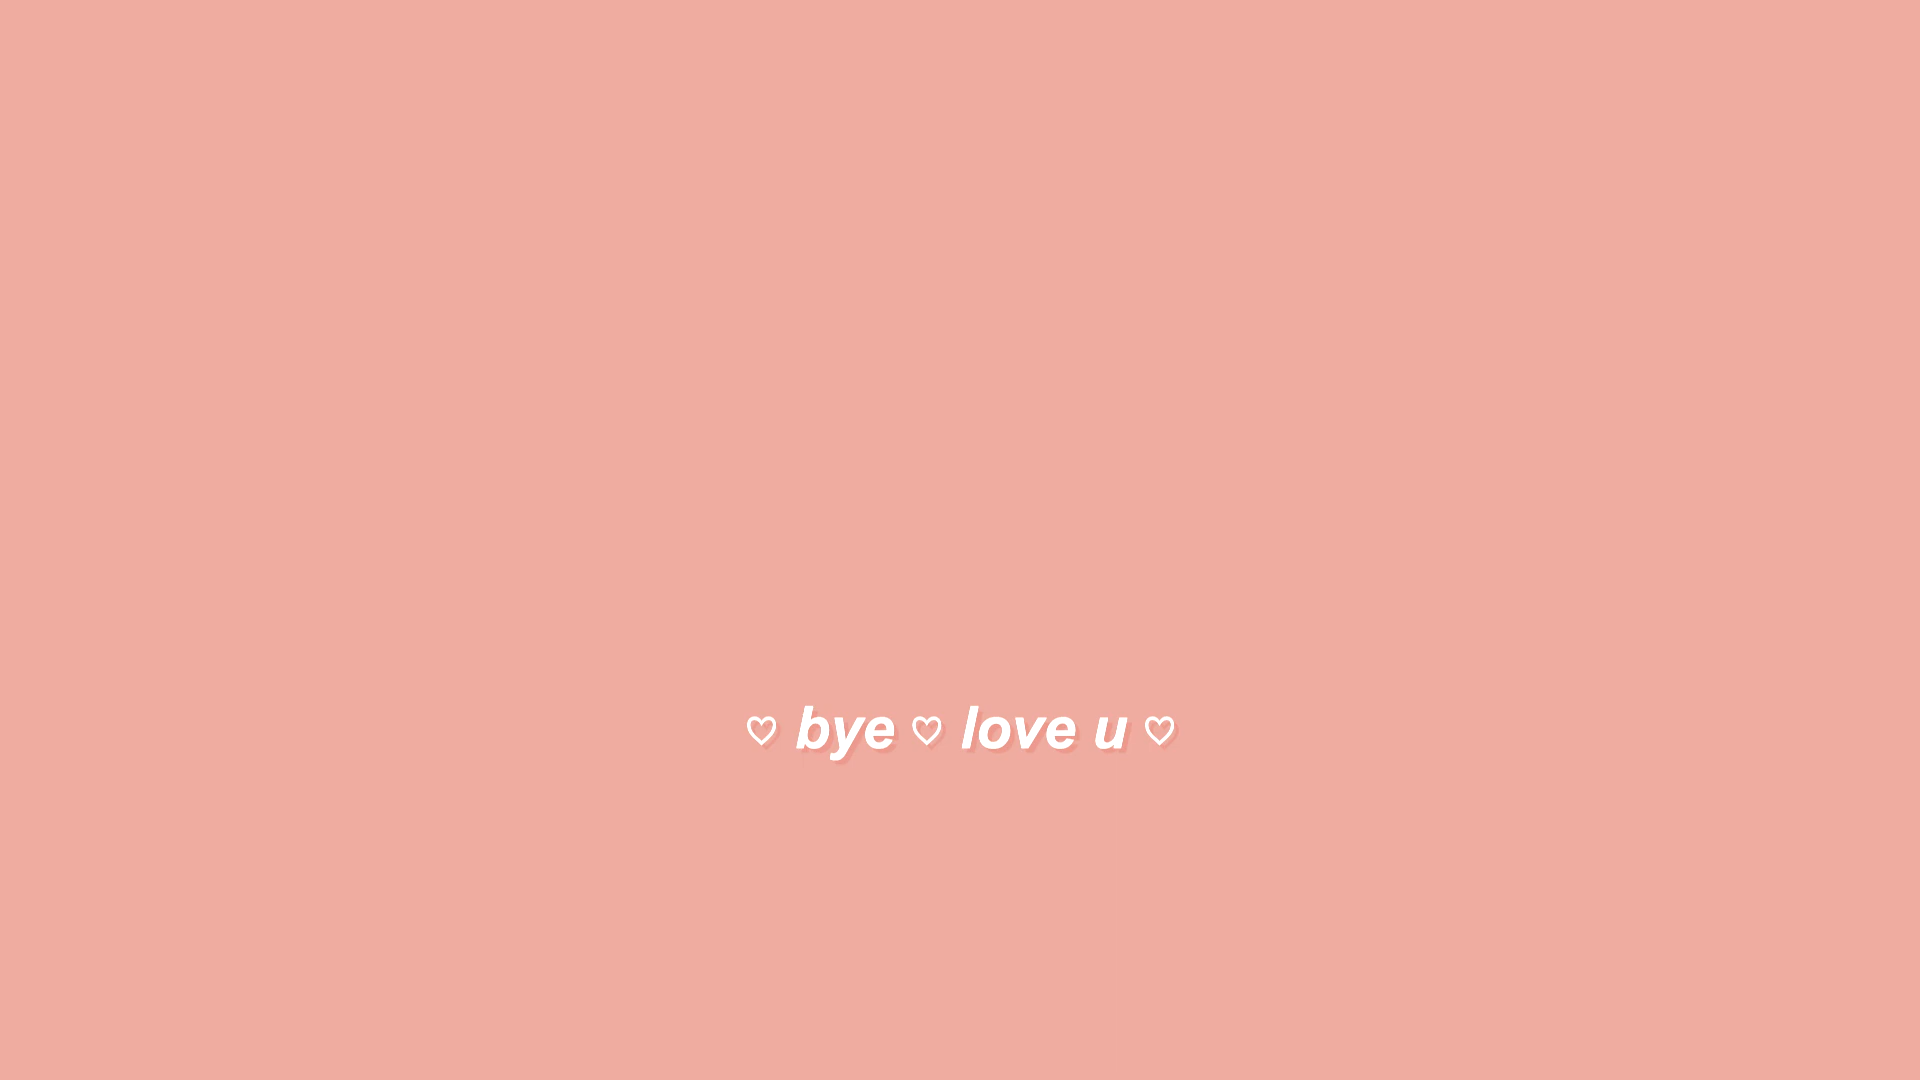 ♡ bye ♡ love u ♡